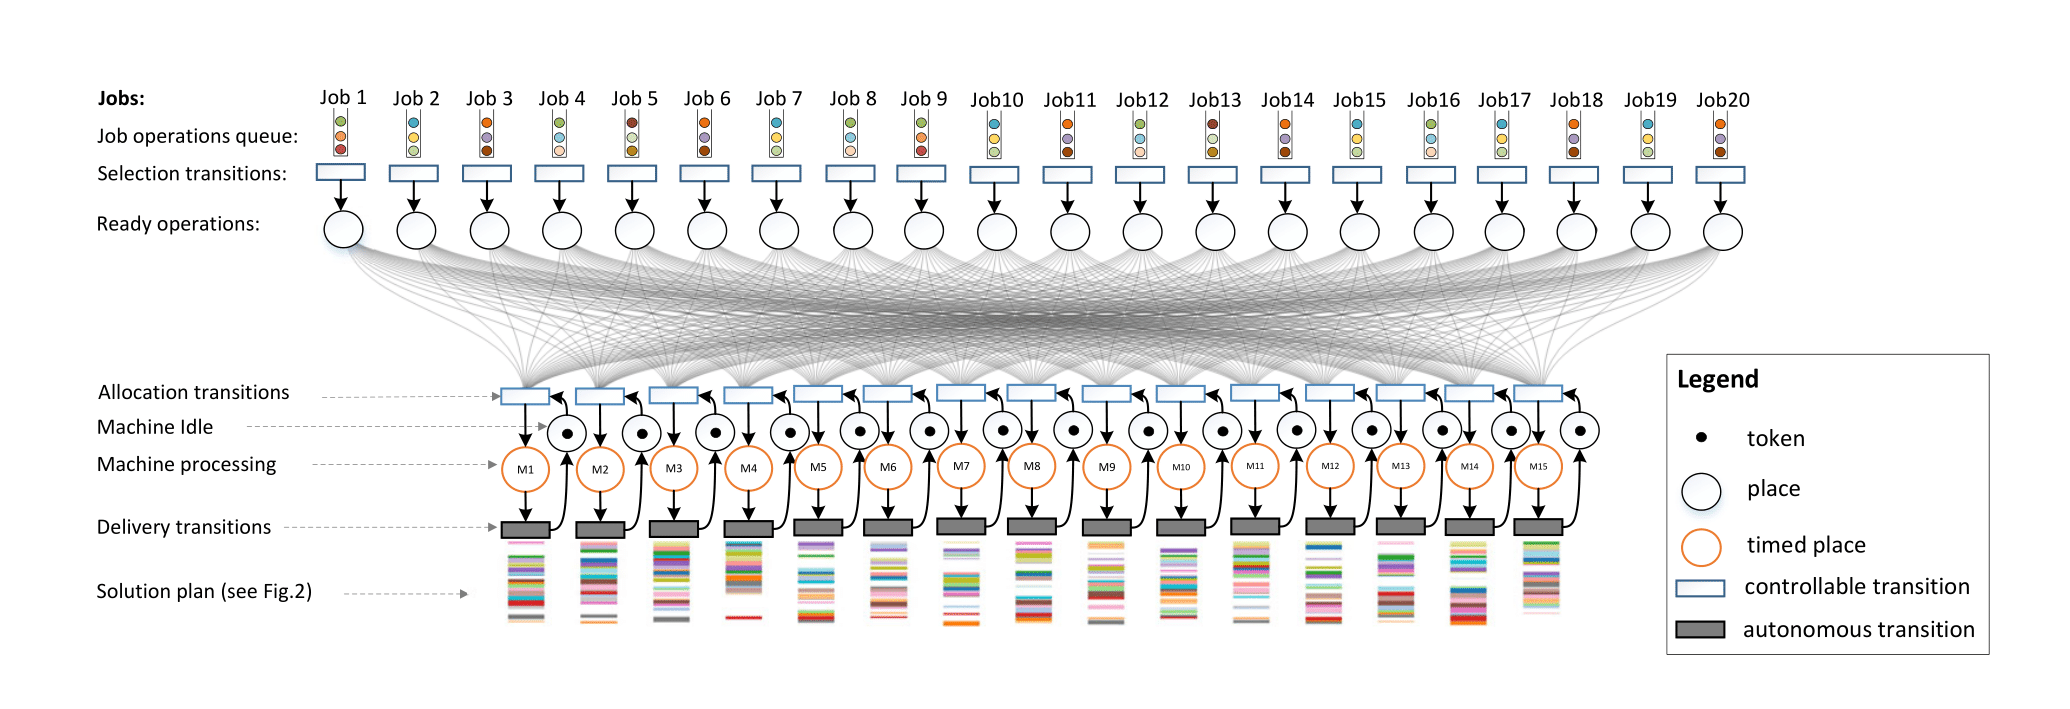 Jobs: Job 1 Job 2 Job 3 Job 4 Job 5 Job 6 Job 7 Job 8 Job 9 Job10 Job11 Job12 Job13 Job14 Job15 Job16 Job17 Job18 Job19 Job20
Job operations queue:
Selection transitions:
Ready operations:
Allocation transitions
Machine Idle
Machine processing M1 M2 M3 M4 M5 M6 M7 M8 M9 M10 M11 M12 M13 M14 M15
Delivery transitions
Solution plan (see Fig.2)
Legend
token
place
timed place
controllable transition
autonomous transition